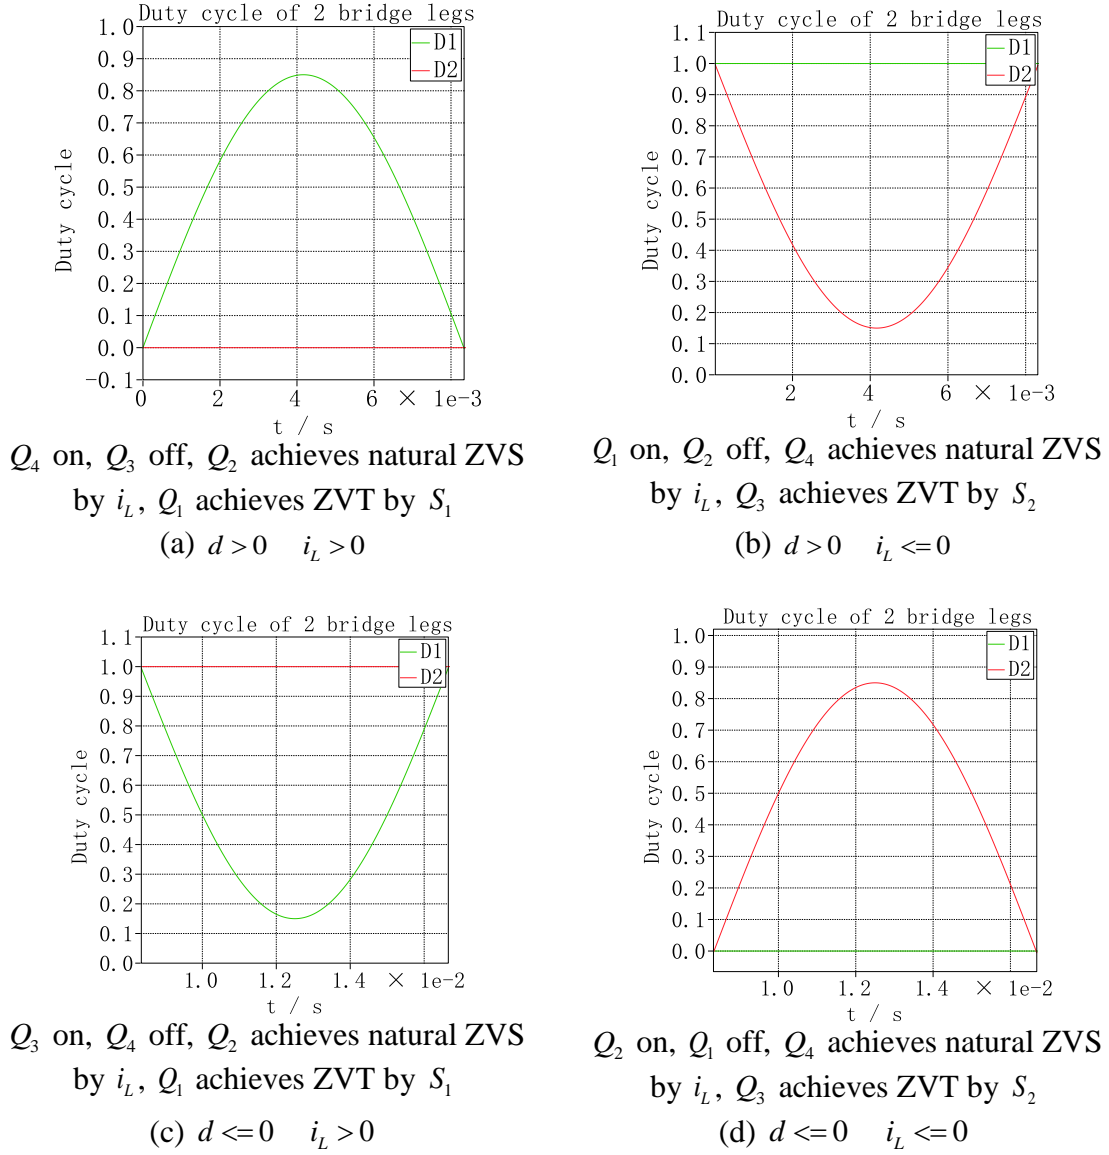 Duty cycle of 2 bridge legs
1.0
0.9
0.8
0.7
0.6
0.5
0.4
0.3
0.2
0.1
0.0
-0.1
Duty cycle
D1
D2
0 2 4 6 × 1e-3
t / s
Q4 on, Q3 off, Q2 achieves natural ZVS
by iL, Q1 achieves ZVT by S1
(a) d > 0 iL > 0
Duty cycle of 2 bridge legs
1.1
1.0
0.9
0.8
0.7
0.6
0.5
0.4
0.3
0.2
0.1
0.0
Duty cycle
D1
D2
2 4 6 × 1e-3
t / s
Q1 on, Q2 off, Q4 achieves natural ZVS
by iL, Q3 achieves ZVT by S2
(b) d > 0 iL <= 0
Duty cycle of 2 bridge legs
1.1
1.0
0.9
0.8
0.7
0.6
0.5
0.4
0.3
0.2
0.1
0.0
Duty cycle
D1
D2
1.0 1.2 1.4 × 1e-2
t / s
Q3 on, Q4 off, Q2 achieves natural ZVS
by iL, Q1 achieves ZVT by S1
(c) d <= 0 iL > 0
Duty cycle of 2 bridge legs
1.0
0.9
0.8
0.7
0.6
0.5
0.4
0.3
0.2
0.1
0.0
Duty cycle
D1
D2
1.0 1.2 1.4 × 1e-2
t / s
Q2 on, Q1 off, Q4 achieves natural ZVS
by iL, Q3 achieves ZVT by S2
(d) d <= 0 iL <= 0